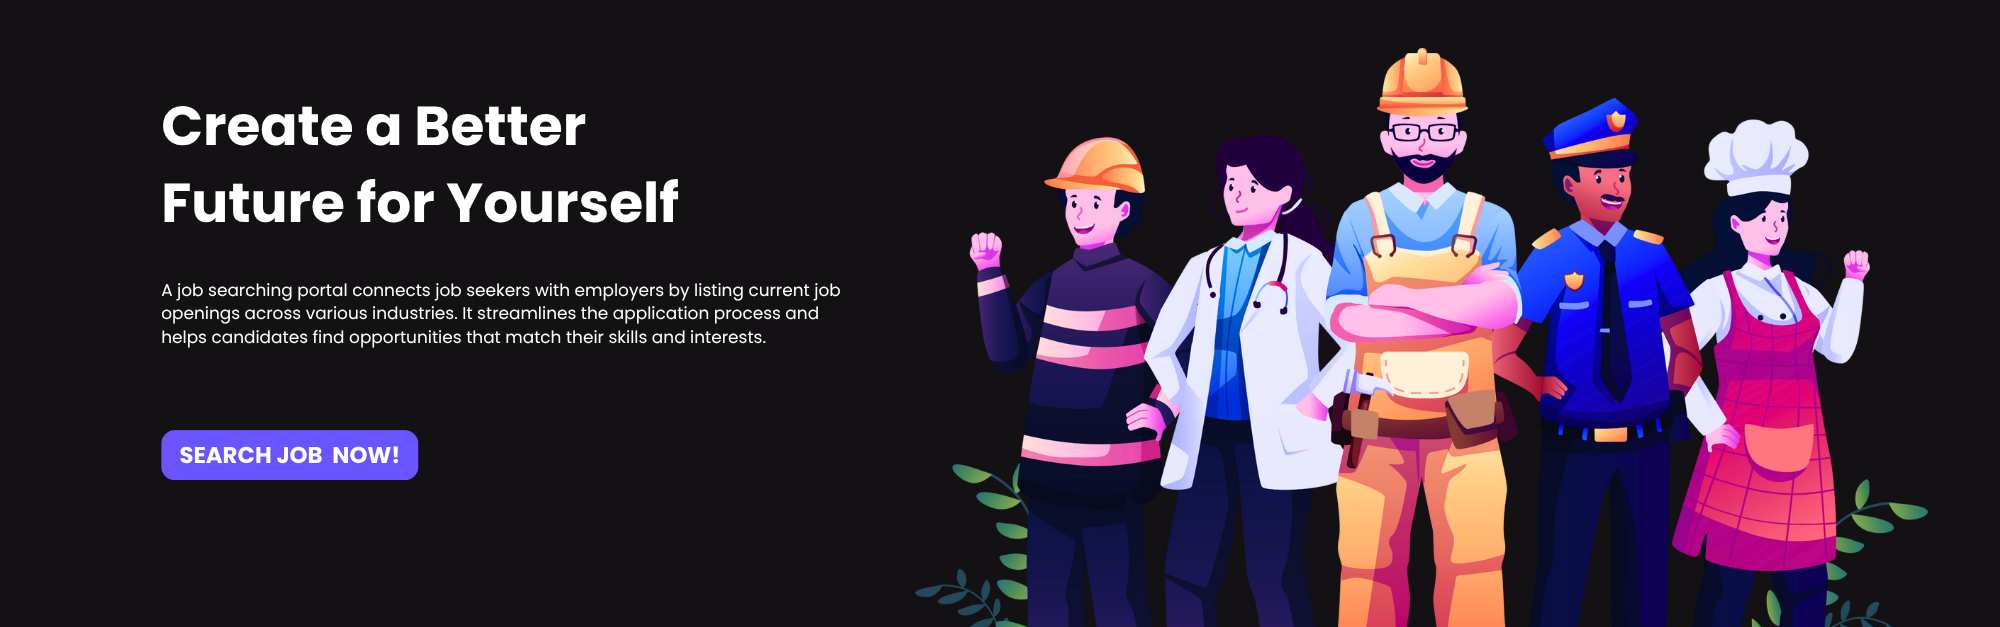 Create a Better
Future for Yourself
A job searching portal connects job seekers with employers by listing current job
openings across various industries. It streamlines the application process and
helps candidates find opportunities that match their skills and interests.
SEARCH JOB NOW!